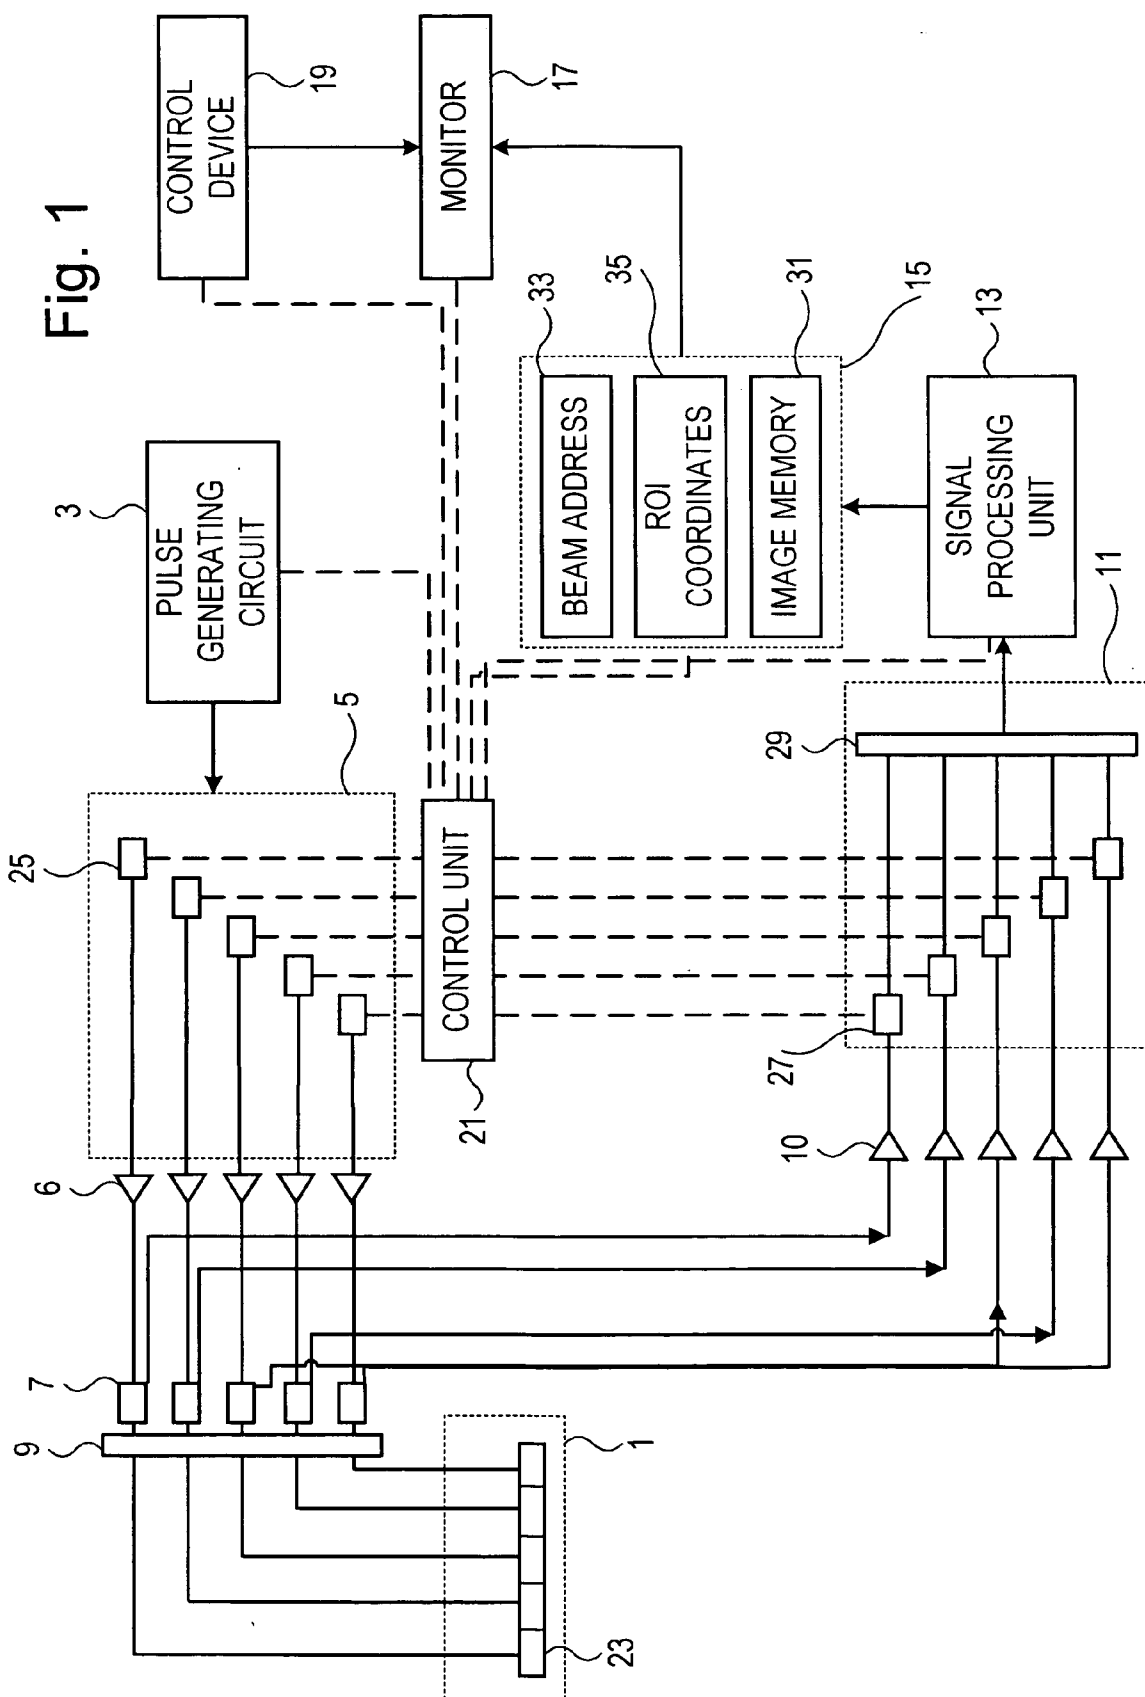 Fig. 1
3
PULSE
GENERATING
CIRCUIT
CONTROL
DEVICE
19
MONITOR
17
5
25
6
7
9
1
23
CONTROL UNIT
21
33
BEAM ADDRESS
35
ROI
COORDINATES
31
IMAGE MEMORY
15
13
SIGNAL
PROCESSING
UNIT
11
29
27
10